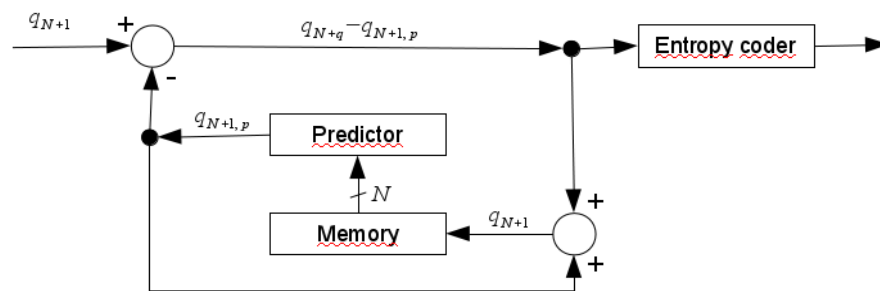 q_{N+1}
+
q_{N+q}-q_{N+1,p}
Entropy coder
-
q_{N+1,p}
Predictor
N
+
q_{N+1}
Memory
+